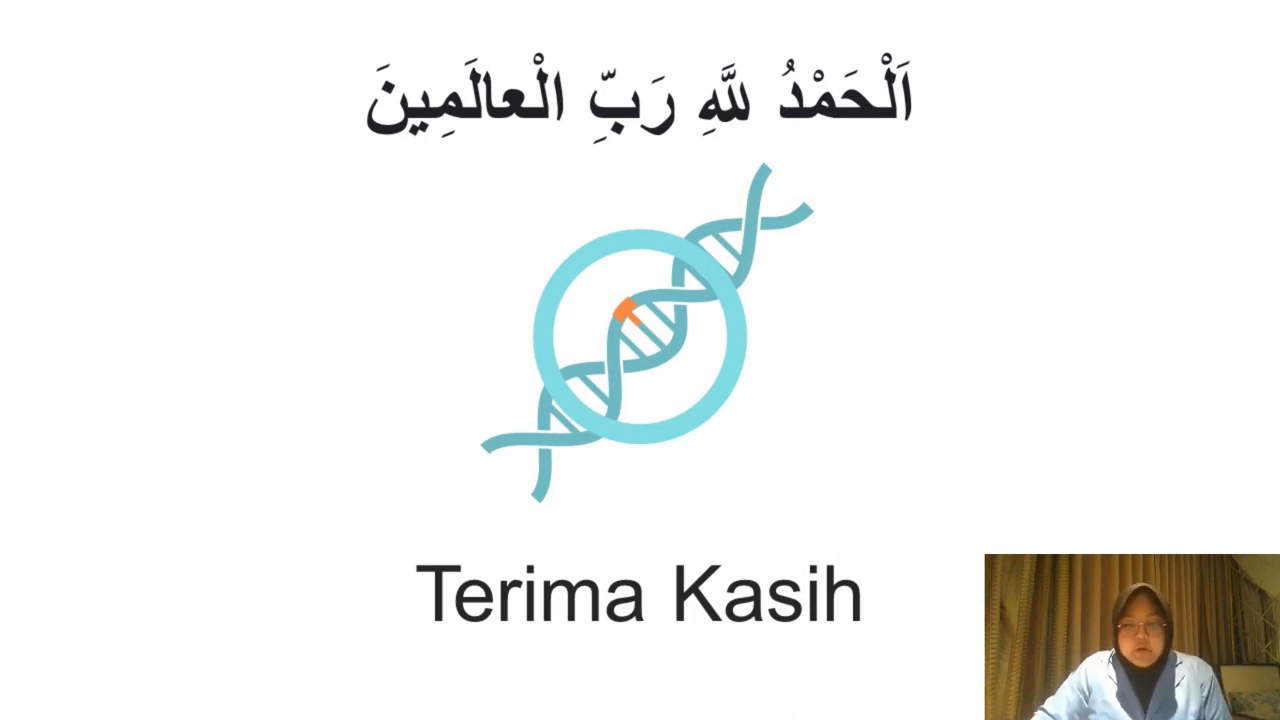 اَلْحَمْدُ لِلَّهِ رَبِّ الْعالَمِينَ
Terima Kasih